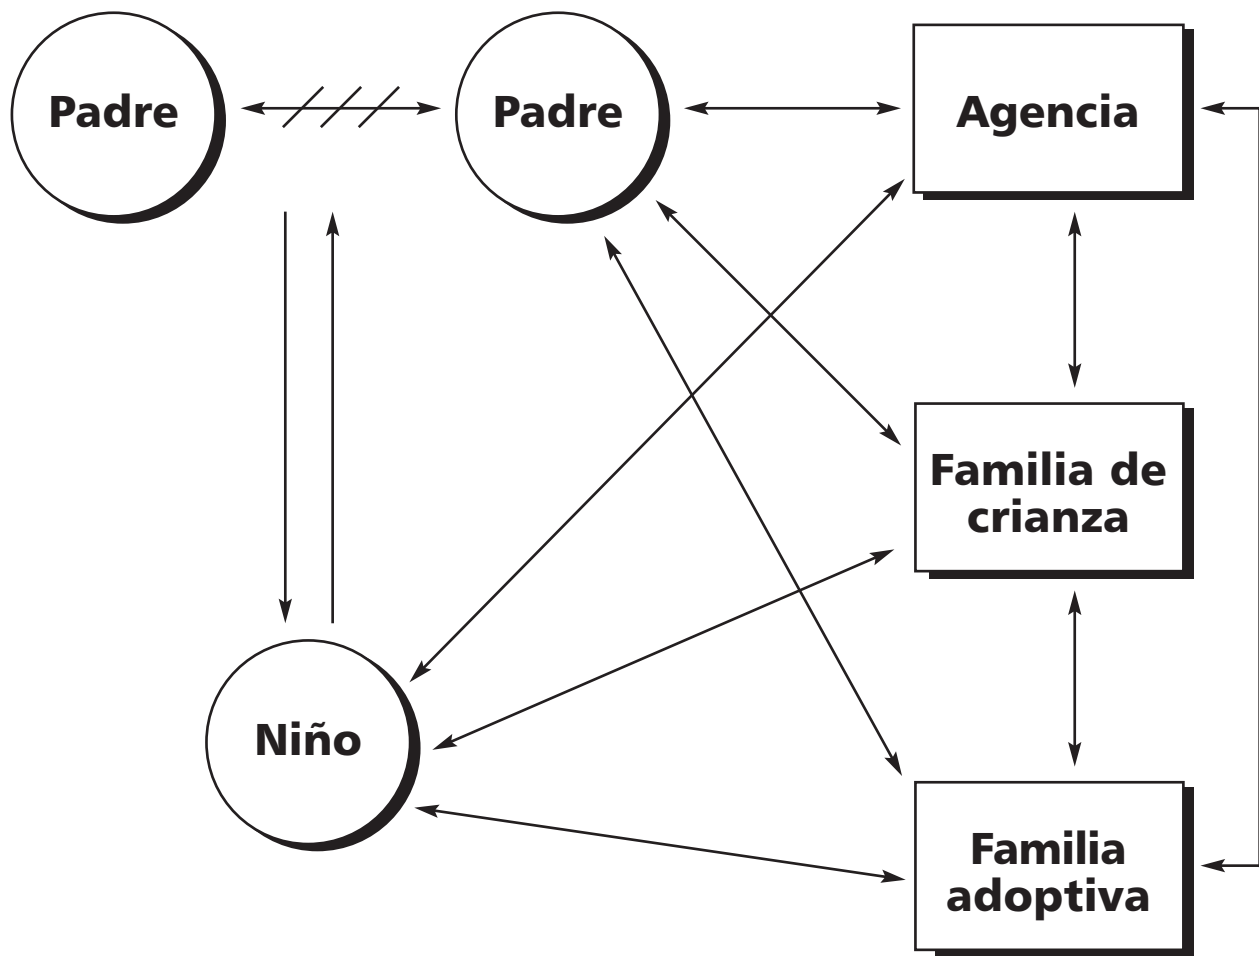 Padre
Padre
Agencia
Familia de
crianza
Niño
Familia
adoptiva